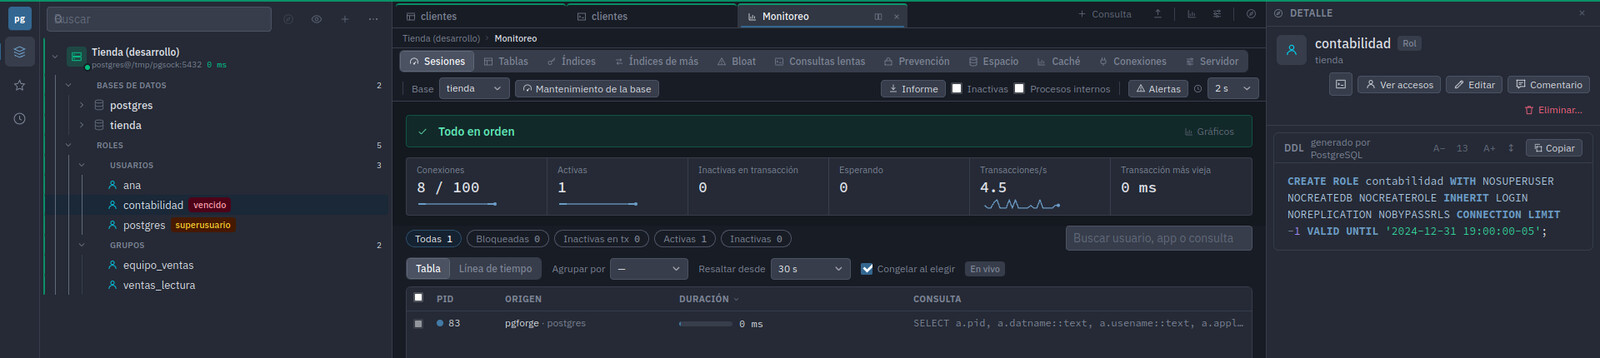 pg
Buscar
Tienda (desarrollo)
postgres@/tmp/pgsock:5432 0 ms
BASES DE DATOS 2
postgres
tienda
ROLES 5
USUARIOS 3
ana
contabilidad vencido
postgres superusuario
GRUPOS 2
equipo_ventas
ventas_lectura
clientes
clientes
Monitoreo ×
+ Consulta
Tienda (desarrollo) › Monitoreo
Sesiones Tablas Índices Índices de más Bloat Consultas lentas Prevención Espacio Caché Conexiones Servidor
Base tienda Mantenimiento de la base Informe Inactivas Procesos internos Alertas 2 s
Todo en orden Gráficos
Conexiones
8 / 100
Activas
1
Inactivas en transacción
0
Esperando
0
Transacciones/s
4.5
Transacción más vieja
0 ms
Todas 1 Bloqueadas 0 Inactivas en tx 0 Activas 1 Inactivas 0 Buscar usuario, app o consulta
Tabla Línea de tiempo Agrupar por — Resaltar desde 30 s Congelar al elegir En vivo
PID ORIGEN DURACIÓN CONSULTA
83 pgforge · postgres 0 ms SELECT a.pid, a.datname::text, a.usename::text, a.appl…
DETALLE ×
contabilidad Rol
tienda
Ver accesos Editar Comentario
Eliminar...
DDL generado por PostgreSQL A− 13 A+ Copiar
CREATE ROLE contabilidad WITH NOSUPERUSER
NOCREATEDB NOCREATEROLE INHERIT LOGIN
NOREPLICATION NOBYPASSRLS CONNECTION LIMIT
-1 VALID UNTIL '2024-12-31 19:00:00-05';